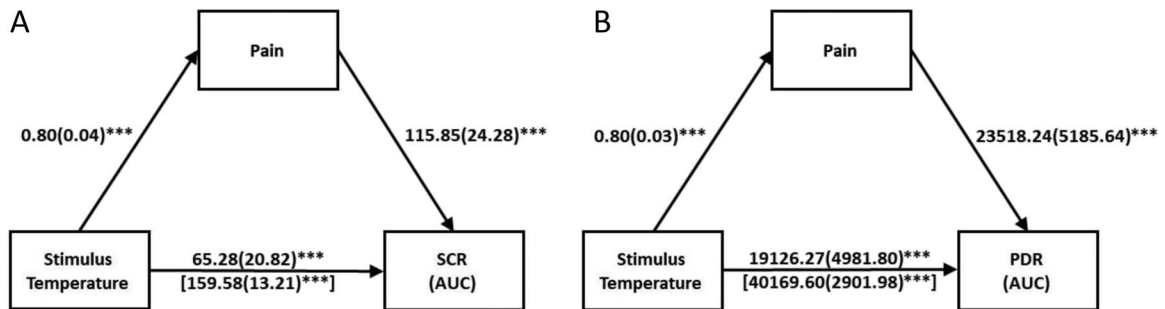 A
Pain
0.80(0.04)***
115.85(24.28)***
Stimulus
Temperature
65.28(20.82)***
[159.58(13.21)***]
SCR
(AUC)
B
Pain
0.80(0.03)***
23518.24(5185.64)***
Stimulus
Temperature
19126.27(4981.80)***
[40169.60(2901.98)***]
PDR
(AUC)